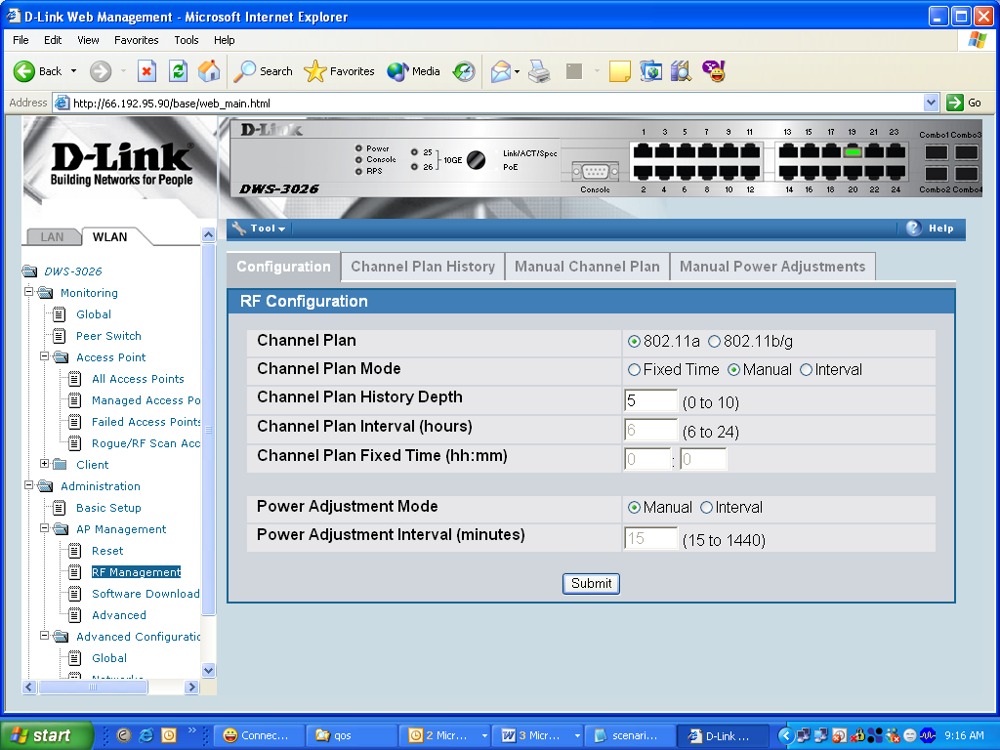 D-Link Web Management - Microsoft Internet Explorer
File Edit View Favorites Tools Help
Back Search Favorites Media
Address http://66.192.95.90/base/web_main.html Go
D-Link
Building Networks for People
D-Link
1 3 5 7 9 11 13 15 17 19 21 23 Combo1 Combo3
Power 25 Link/ACT/Spec
Console 10GE
RPS 26 PoE
DWS-3026 Console 2 4 6 8 10 12 14 16 18 20 22 24 Combo2 Combo4
LAN WLAN
Tool Help
DWS-3026
Monitoring
Global
Peer Switch
Access Point
All Access Points
Managed Access Po
Failed Access Points
Rogue/RF Scan Acc
Client
Administration
Basic Setup
AP Management
Reset
RF Management
Software Download
Advanced
Advanced Configuratio
Global
Networks
Configuration Channel Plan History Manual Channel Plan Manual Power Adjustments
RF Configuration
Channel Plan 802.11a 802.11b/g
Channel Plan Mode Fixed Time Manual Interval
Channel Plan History Depth 5 (0 to 10)
Channel Plan Interval (hours) 6 (6 to 24)
Channel Plan Fixed Time (hh:mm) 0 : 0
Power Adjustment Mode Manual Interval
Power Adjustment Interval (minutes) 15 (15 to 1440)
Submit
start Connec... qos 2 Micr... 3 Micr... scenari... D-Link ... 9:16 AM